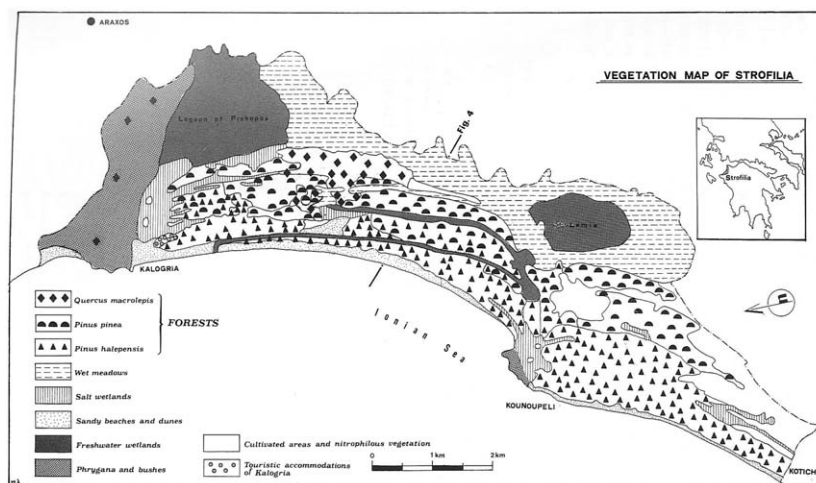 ARAXOS
VEGETATION MAP OF STROFILIA
Lagoon of Prokopos
Fig. 4
Strofilia
Lamia
KALOGRIA
Ionian Sea
KOUNOUPELI
KOTICHI
Quercus macrolepis
Pinus pinea
FORESTS
Pinus halepensis
Wet meadows
Salt wetlands
Sandy beaches and dunes
Freshwater wetlands
Phrygana and bushes
Cultivated areas and nitrophilous vegetation
Touristic accommodations
of Kalogria
0 1km 2km